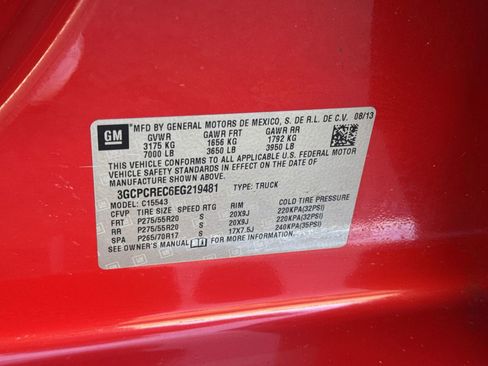 GM
MFD BY GENERAL MOTORS DE MEXICO, S. DE R.L. DE C.V. 08/13
GVWR GAWR FRT GAWR RR
3175 KG 1656 KG 1792 KG
7000 LB 3650 LB 3950 LB
THIS VEHICLE CONFORMS TO ALL APPLICABLE U.S. FEDERAL MOTOR
VEHICLE SAFETY STANDARDS IN EFFECT ON THE DATE OF
MANUFACTURE SHOWN ABOVE.
3GCPCREC6EG219481 TYPE: TRUCK
MODEL: C15543
CFVP TIRE SIZE SPEED RTG RIM COLD TIRE PRESSURE
FRT P275/55R20 S 20X9J 220KPA(32PSI)
RR P275/55R20 S 20X9J 220KPA(32PSI)
SPA P265/70R17 S 17X7.5J 240KPA(35PSI)
SEE OWNER'S MANUAL